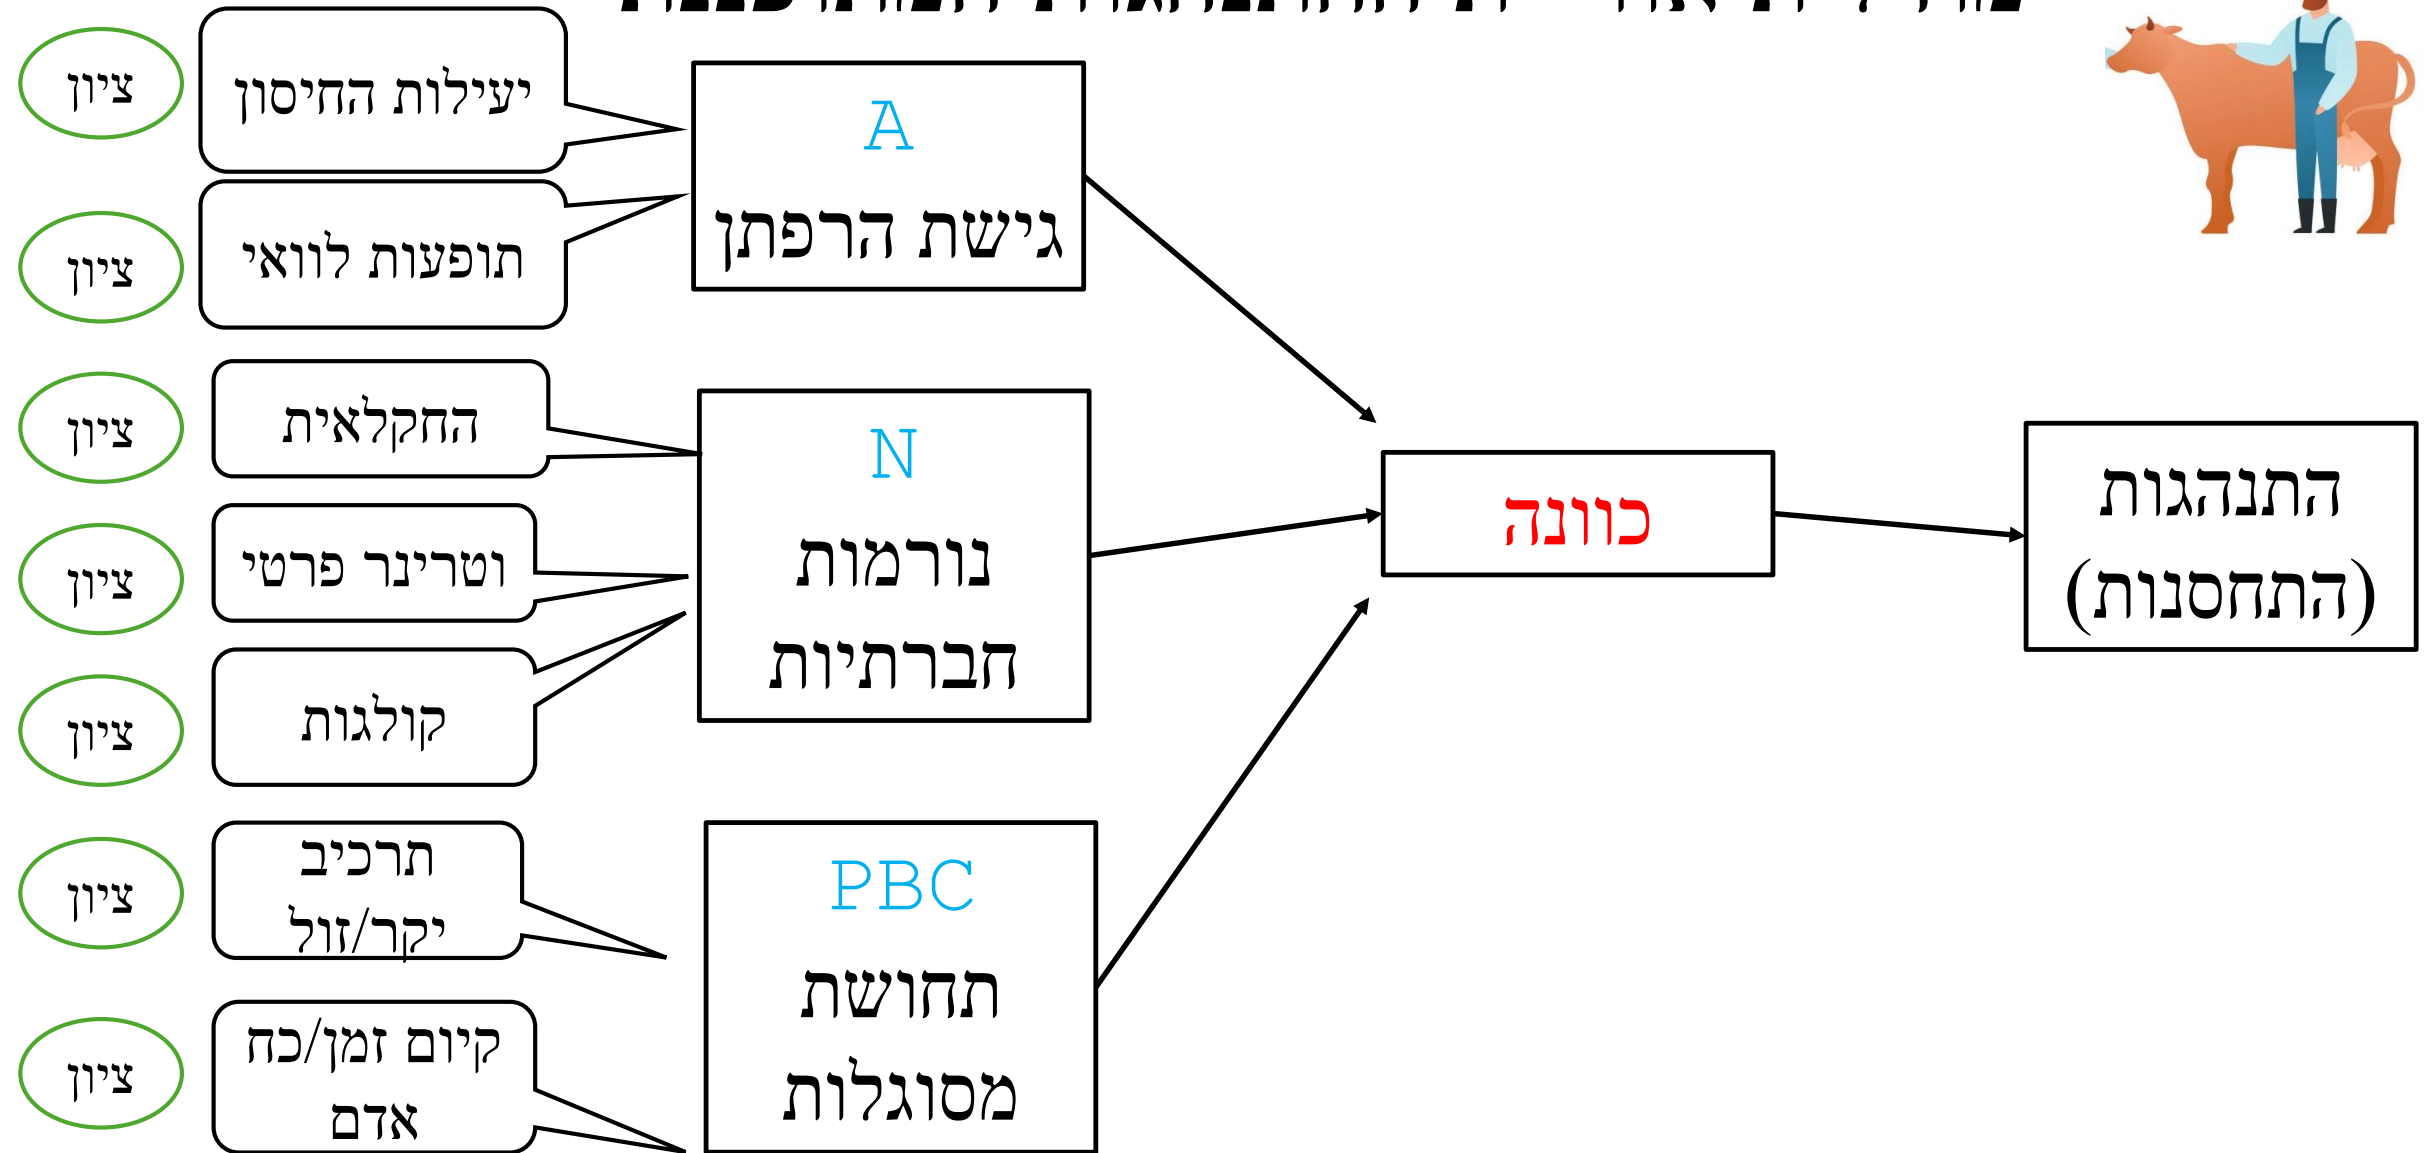 יעילות החיסון
ציון
תופעות לוואי
ציון
A
גישת הרפתן
החקלאית
ציון
וטרינר פרטי
ציון
קולגות
ציון
N
נורמות
חברתיות
תרכיב
יקר/זול
ציון
קיום זמן/כח
אדם
ציון
PBC
תחושת
מסוגלות
כוונה
התנהגות
(התחסנות)